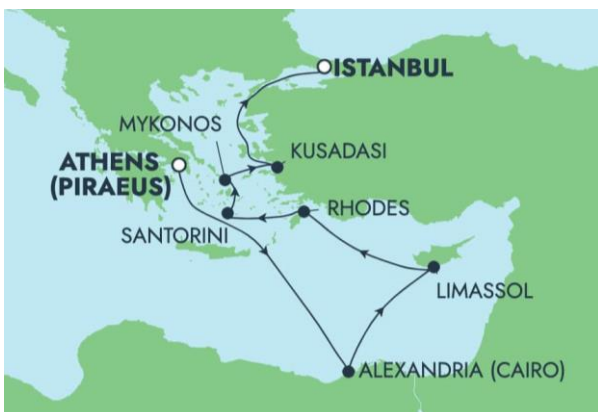 ISTANBUL
MYKONOS
KUSADASI
ATHENS
(PIRAEUS)
RHODES
SANTORINI
LIMASSOL
ALEXANDRIA (CAIRO)